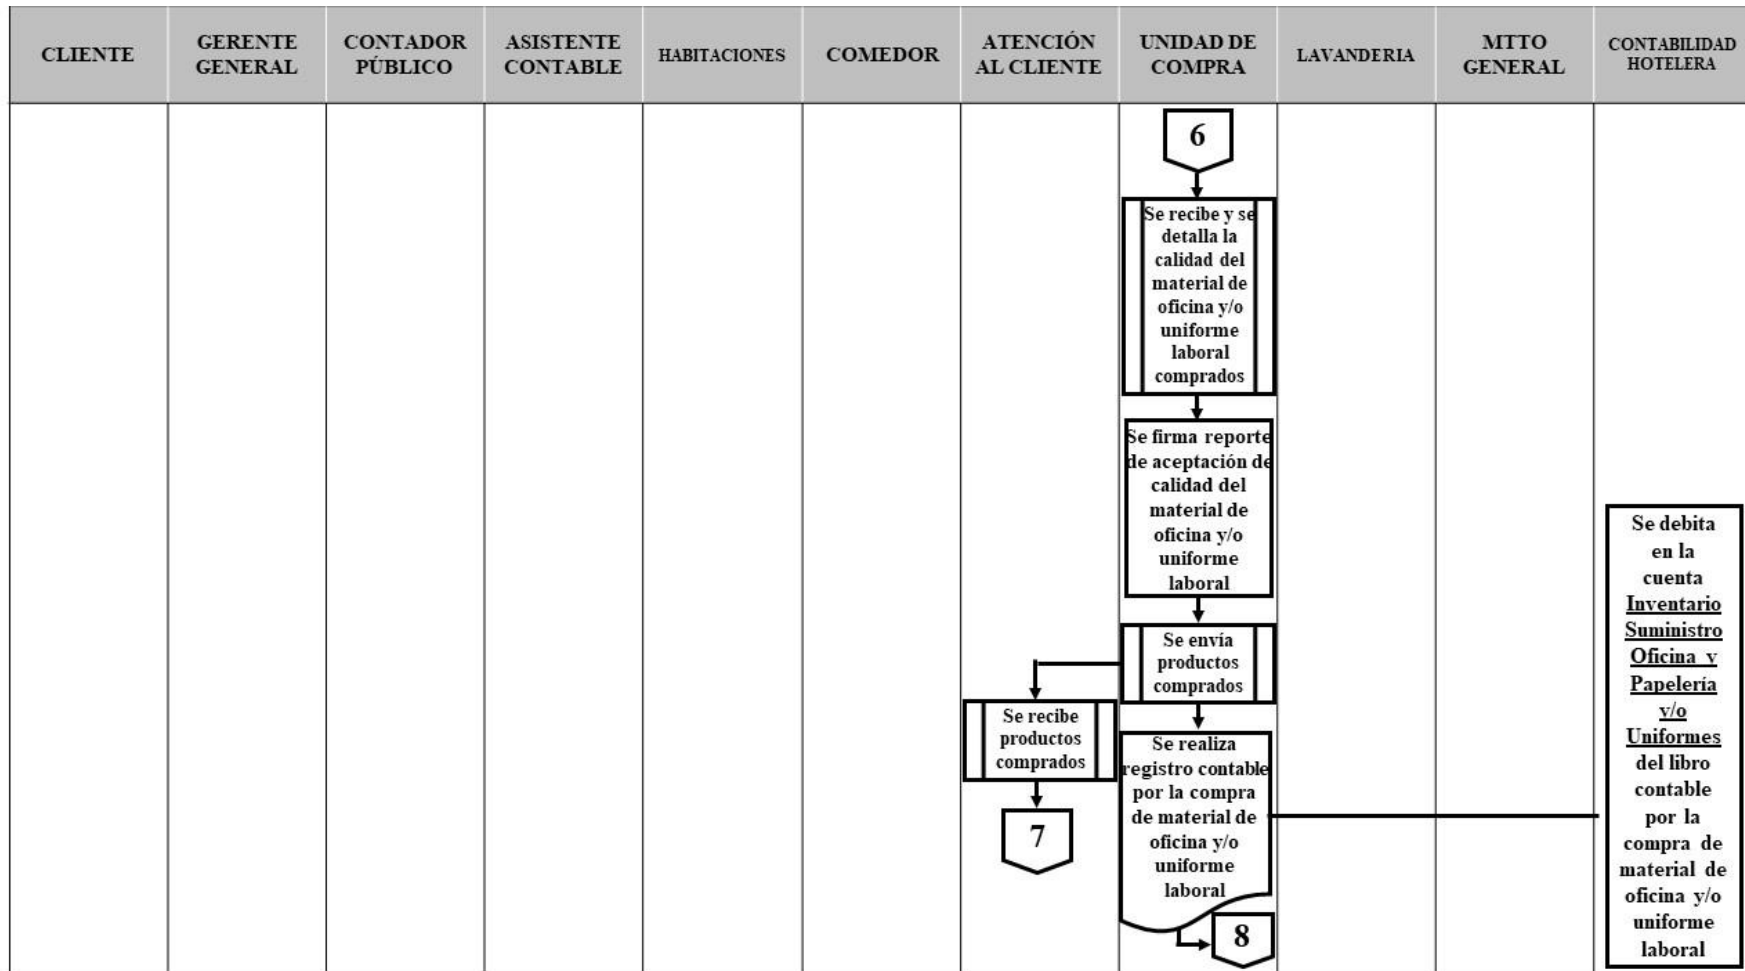 CLIENTE
GERENTE
GENERAL
CONTADOR
PÚBLICO
ASISTENTE
CONTABLE
HABITACIONES
COMEDOR
ATENCIÓN
AL CLIENTE
UNIDAD DE
COMPRA
LAVANDERIA
MTTO
GENERAL
CONTABILIDAD
HOTELERA
6
Se recibe y se
detalla la
calidad del
material de
oficina y/o
uniforme
laboral
comprados
Se firma reporte
de aceptación de
calidad del
material de
oficina y/o
uniforme
laboral
Se envía
productos
comprados
Se recibe
productos
comprados
7
Se realiza
registro contable
por la compra
de material de
oficina y/o
uniforme
laboral
8
Se debita
en la
cuenta
Inventario
Suministro
Oficina y
Papelería
y/o
Uniformes
del libro
contable
por la
compra de
material de
oficina y/o
uniforme
laboral